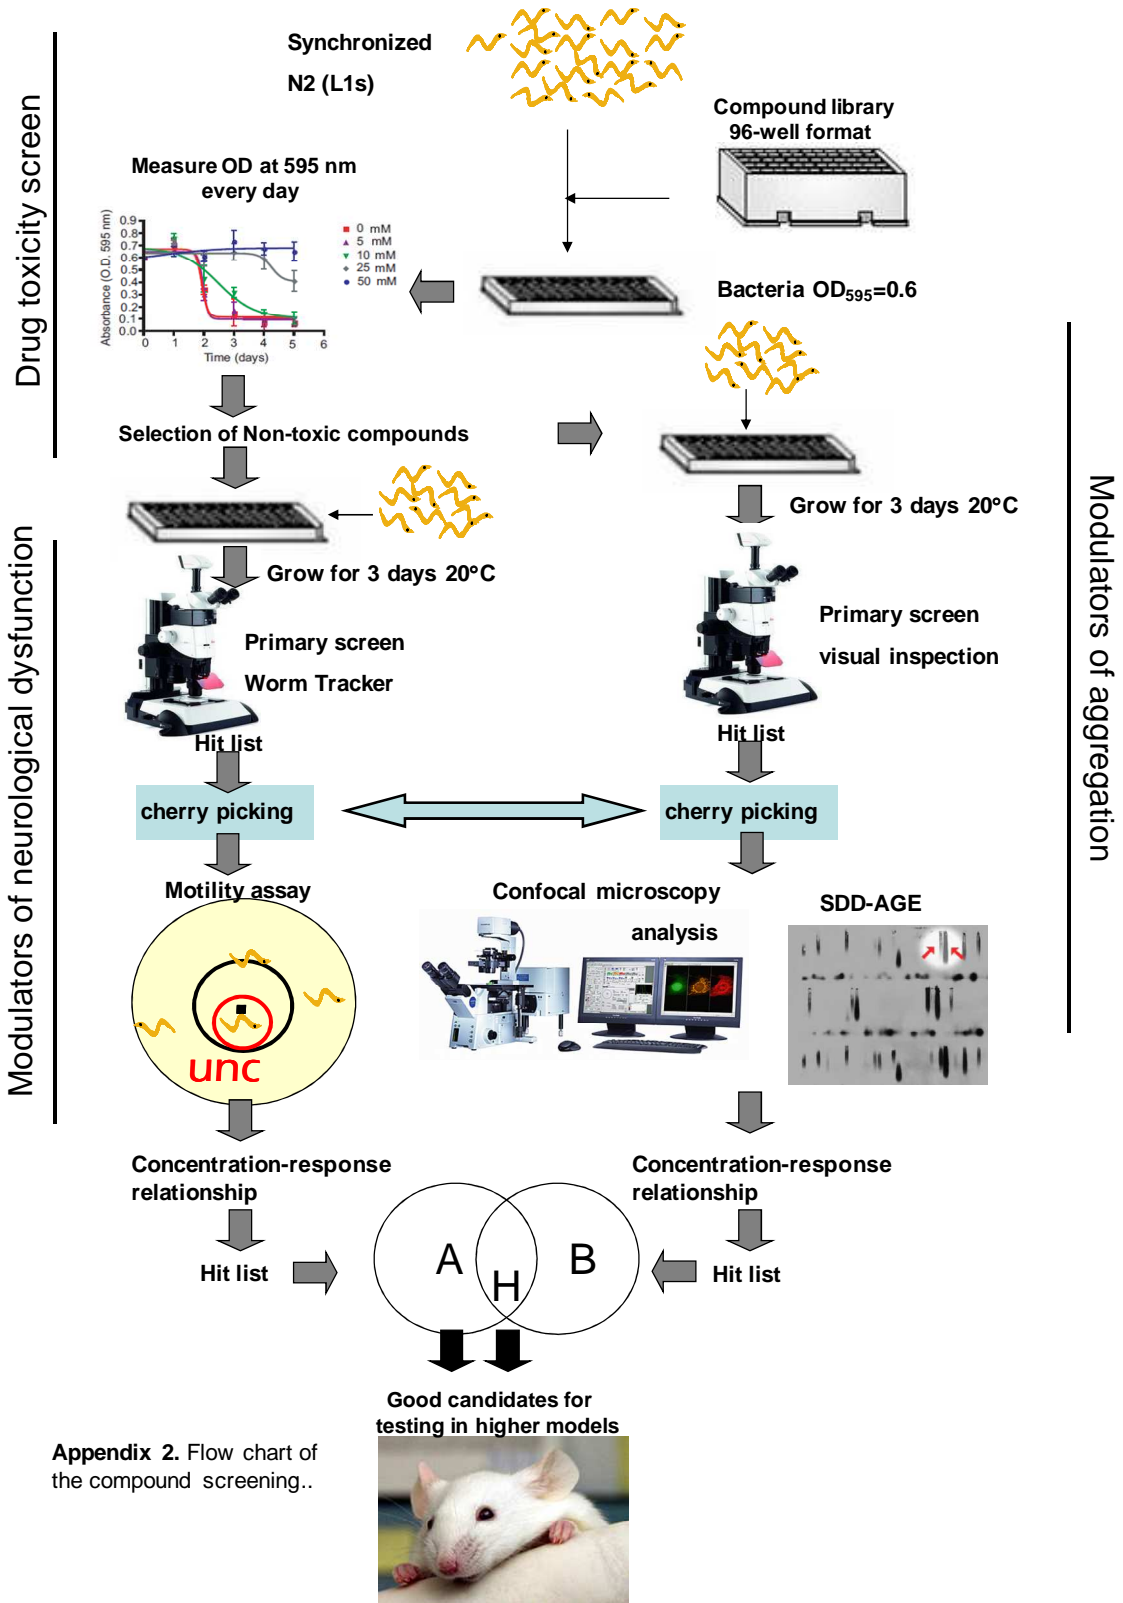 Synchronized
N2 (L1s)
Compound library
96-well format
Drug toxicity screen
Measure OD at 595 nm
every day
Absorbance (O.D. 595 nm)
0.9
0.8
0.7
0.6
0.5
0.4
0.3
0.2
0.1
0.0
0 1 2 3 4 5 6
Time (days)
0 mM
5 mM
10 mM
25 mM
50 mM
Bacteria OD595=0.6
Selection of Non-toxic compounds
Grow for 3 days 20°C
Grow for 3 days 20°C
Modulators of neurological dysfunction
Modulators of aggregation
Primary screen
Worm Tracker
Primary screen
visual inspection
Hit list
Hit list
cherry picking
cherry picking
Motility assay
Confocal microscopy
analysis
SDD-AGE
unc
Concentration-response
relationship
Concentration-response
relationship
Hit list
A
H
B
Hit list
Good candidates for
testing in higher models
Appendix 2. Flow chart of
the compound screening..